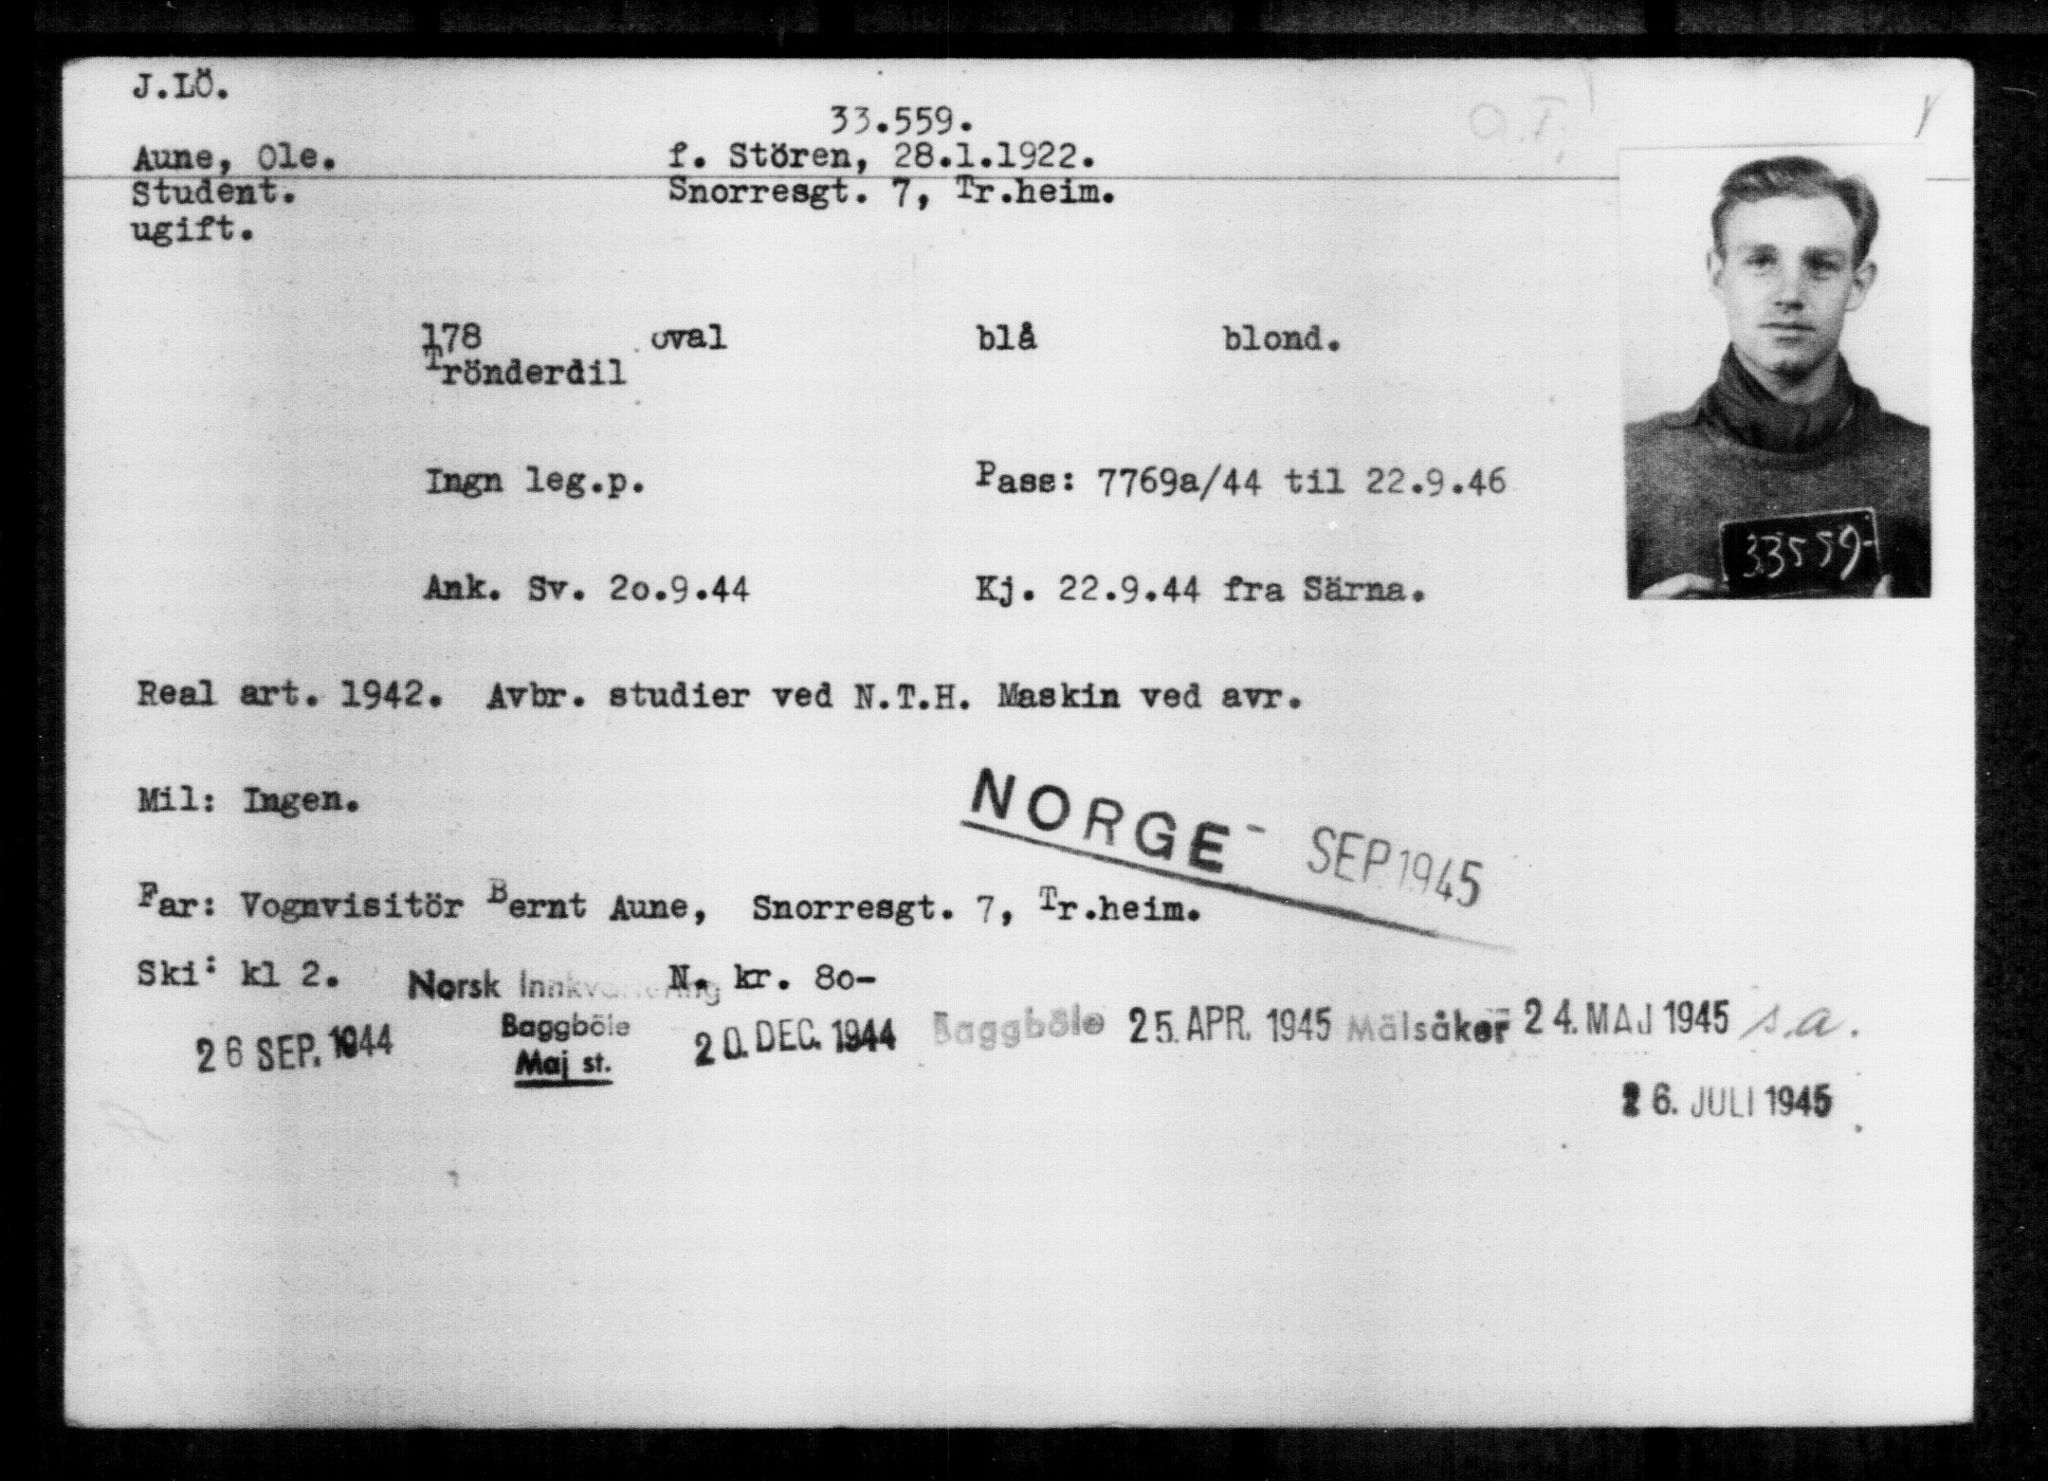 J.LÖ.
33.559.
O.T.
Aune, Ole. f. Stören, 28.1.1922.
Student. Snorresgt. 7, Tr.heim.
ugift.
178 oval blå blond.
Trönderdil
Ingn leg.p. Pass: 7769a/44 til 22.9.46
33559-
Ank. Sv. 2o.9.44 Kj. 22.9.44 fra Särna.
Real art. 1942. Avbr. studier ved N.T.H. Maskin ved avr.
Mil: Ingen.
NORGE - SEP. 1945
Far: Vognvisitör Bernt Aune, Snorresgt. 7, Tr.heim.
Ski: kl 2. Norsk Innkvartering N. kr. 8o-
26 SEP. 1944 Baggböle 20. DEC. 1944 Baggböle 25. APR. 1945 Mälsåker 24. MAJ 1945 s.a.
Maj st.
26. JULI 1945